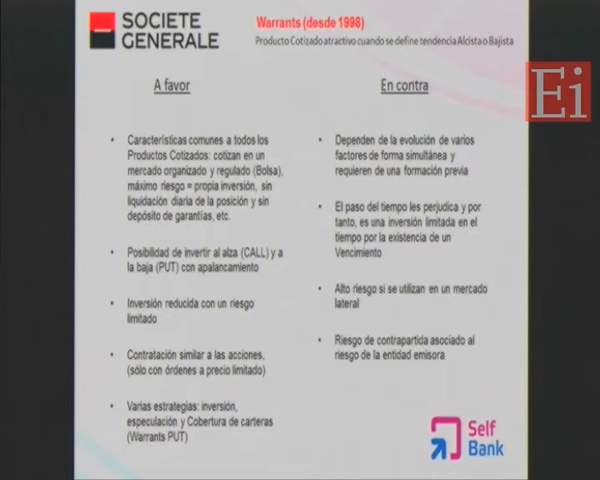 SOCIETE
GENERALE
Warrants (desde 1998)
Producto Cotizado atractivo cuando se define tendencia Alcista o Bajista
Ei
A favor
• Características comunes a todos los
Productos Cotizados: cotizan en un
mercado organizado y regulado (Bolsa),
máximo riesgo = propia inversión, sin
liquidación diaria de la posición y sin
depósito de garantías, etc.
• Posibilidad de invertir al alza (CALL) y a
la baja (PUT) con apalancamiento
• Inversión reducida con un riesgo
limitado
• Contratación similar a las acciones,
(sólo con órdenes a precio limitado)
• Varias estrategias: inversión,
especulación y Cobertura de carteras
(Warrants PUT)
En contra
• Dependen de la evolución de varios
factores de forma simultánea y
requieren de una formación previa
• El paso del tiempo les perjudica y por
tanto, es una inversión limitada en el
tiempo por la existencia de un
Vencimiento
• Alto riesgo si se utilizan en un mercado
lateral
• Riesgo de contrapartida asociado al
riesgo de la entidad emisora
Self
Bank